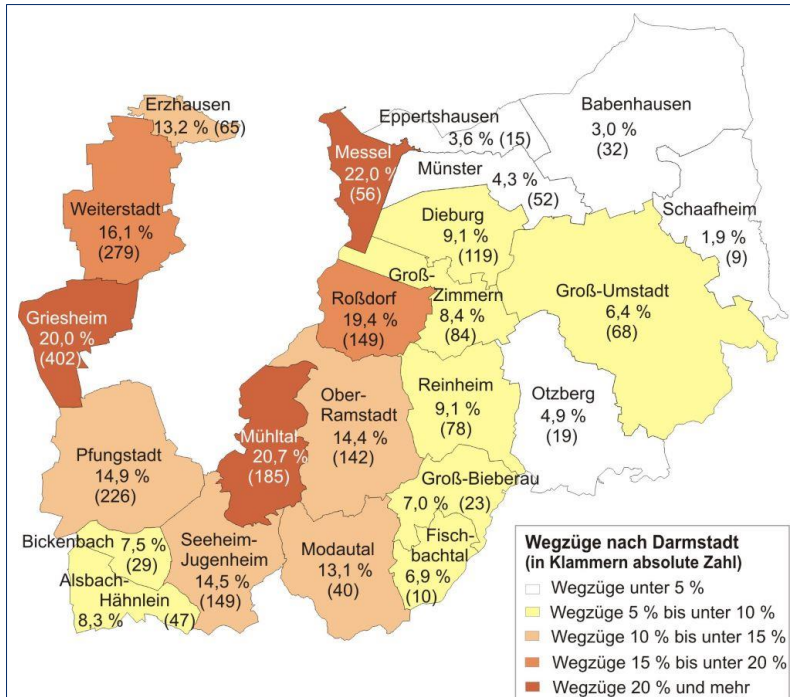 Erzhausen
13,2 % (65)
Eppertshausen
3,6 % (15)
Babenhausen
3,0 %
(32)
Messel
22,0 %
(56)
Münster
4,3 %
(52)
Weiterstadt
16,1 %
(279)
Dieburg
9,1 %
(119)
Schaafheim
1,9 %
(9)
Groß-
Zimmern
8,4 %
(84)
Groß-Umstadt
6,4 %
(68)
Griesheim
20,0 %
(402)
Roßdorf
19,4 %
(149)
Ober-
Ramstadt
14,4 %
(142)
Reinheim
9,1 %
(78)
Otzberg
4,9 %
(19)
Mühltal
20,7 %
(185)
Pfungstadt
14,9 %
(226)
Groß-Bieberau
7,0 % (23)
Bickenbach
7,5 %
(29)
Seeheim-
Jugenheim
14,5 %
(149)
Modautal
13,1 %
(40)
Fisch-
bachtal
6,9 %
(10)
Alsbach-
Hähnlein
8,3 % (47)
Wegzüge nach Darmstadt
(in Klammern absolute Zahl)
Wegzüge unter 5 %
Wegzüge 5 % bis unter 10 %
Wegzüge 10 % bis unter 15 %
Wegzüge 15 % bis unter 20 %
Wegzüge 20 % und mehr